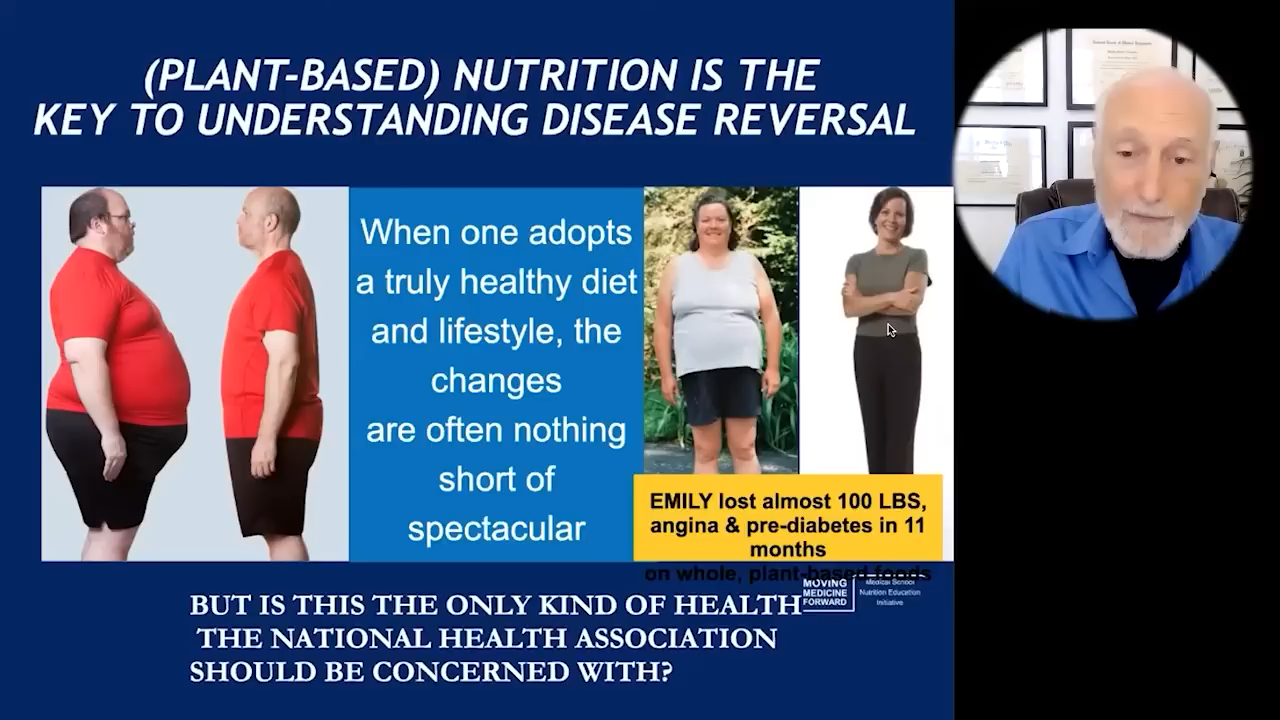 (PLANT-BASED) NUTRITION IS THE
KEY TO UNDERSTANDING DISEASE REVERSAL
When one adopts
a truly healthy diet
and lifestyle, the
changes
are often nothing
short of
spectacular
EMILY lost almost 100 LBS,
angina & pre-diabetes in 11
months
on whole, plant-based foods
MOVING
MEDICINE
FORWARD
Medical School
Nutrition Education
Initiative
BUT IS THIS THE ONLY KIND OF HEALTH
THE NATIONAL HEALTH ASSOCIATION
SHOULD BE CONCERNED WITH?